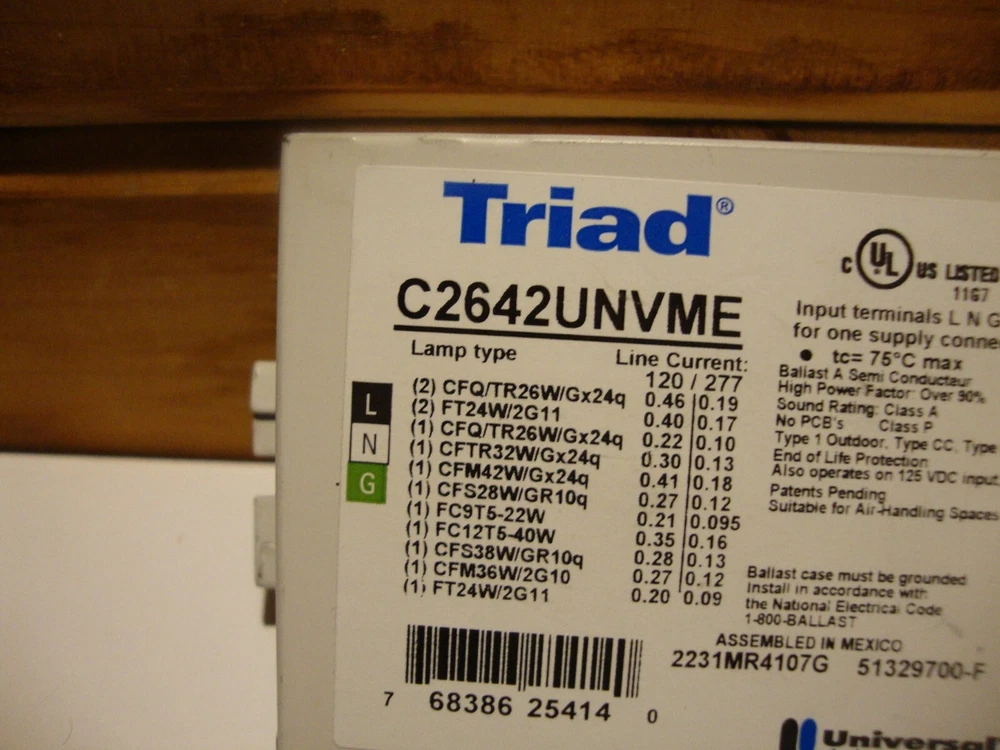 Triad®
C2642UNVME
Lamp type
Line Current:
120 / 277
(2) CFQ/TR26W/Gx24q 0.46 0.19
(2) FT24W/2G11 0.40 0.17
(1) CFQ/TR26W/Gx24q 0.22 0.10
(1) CFTR32W/Gx24q 0.30 0.13
(1) CFM42W/Gx24q 0.41 0.18
(1) CFS28W/GR10q 0.27 0.12
(1) FC9T5-22W 0.21 0.095
(1) FC12T5-40W 0.35 0.16
(1) CFS38W/GR10q 0.28 0.13
(1) CFM36W/2G10 0.27 0.12
(1) FT24W/2G11 0.20 0.09
L
N
G
C UL US LISTED
11G7
Input terminals L N G
for one supply conne
• tc= 75°C max
Ballast A Semi Conducteur
High Power Factor: Over 90%
Sound Rating: Class A
No PCB's Class P
Type 1 Outdoor, Type CC, Type
End of Life Protection
Also operates on 125 VDC input.
Patents Pending
Suitable for Air-Handling Spaces
Ballast case must be grounded
Install in accordance with
the National Electrical Code
1-800-BALLAST
ASSEMBLED IN MEXICO
2231MR4107G 51329700-F
7 68386 25414 0
Universal